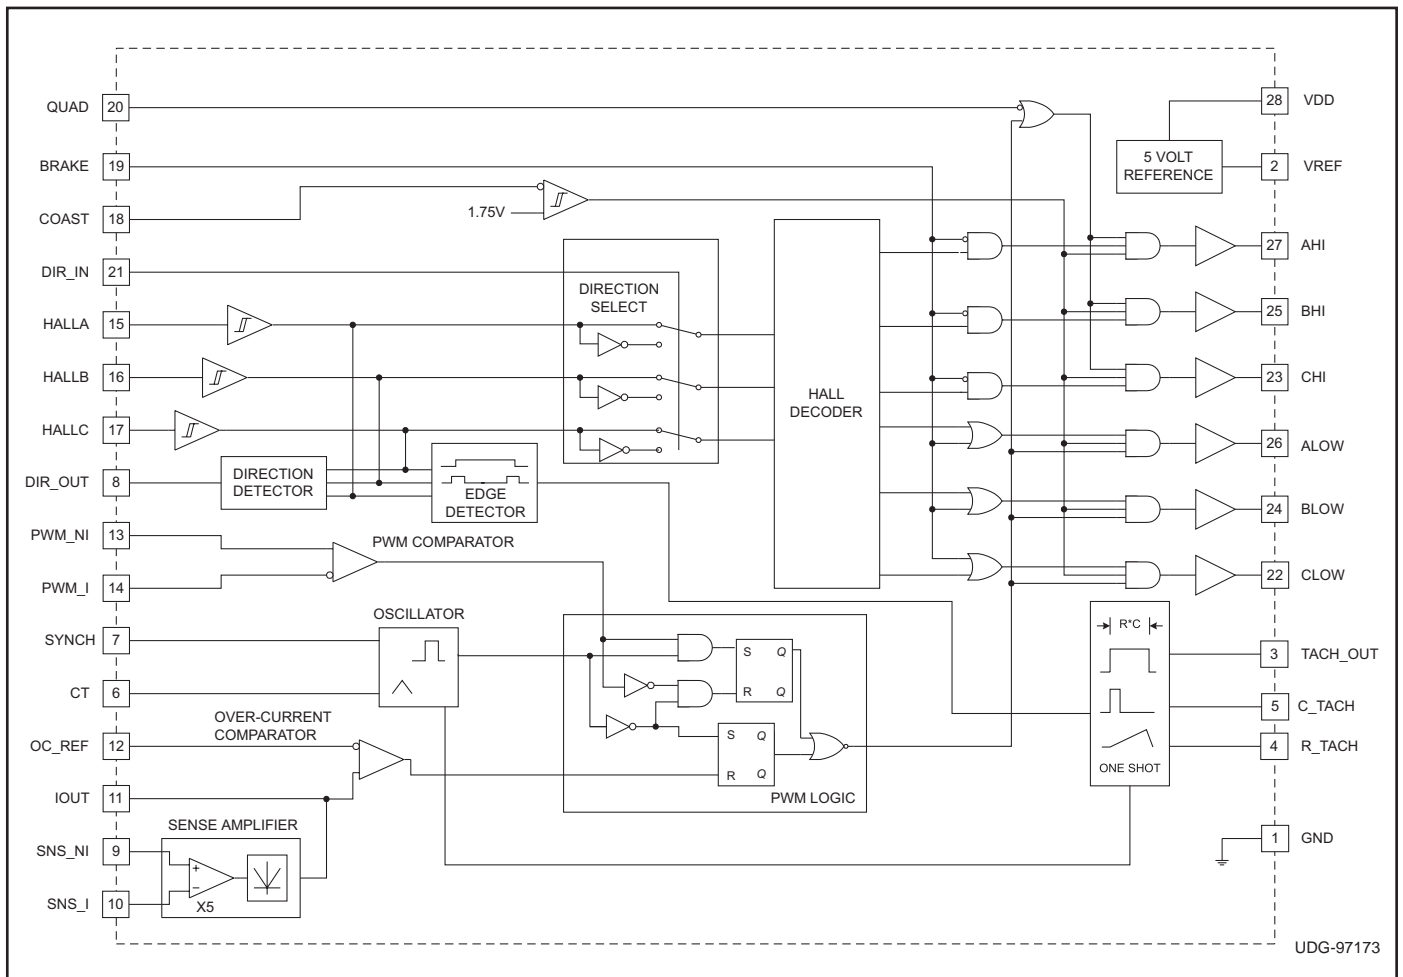 QUAD 20
BRAKE 19
COAST 18
DIR_IN 21
HALLA 15
HALLB 16
HALLC 17
DIR_OUT 8
PWM_NI 13
PWM_I 14
SYNCH 7
CT 6
OC_REF 12
IOUT 11
SNS_NI 9
SNS_I 10
1.75V
DIRECTION
SELECT
HALL
DECODER
DIRECTION
DETECTOR
EDGE
DETECTOR
PWM COMPARATOR
OSCILLATOR
OVER-CURRENT
COMPARATOR
S Q
R Q
S Q
R Q
PWM LOGIC
SENSE AMPLIFIER
+
−
X5
5 VOLT
REFERENCE
R*C
ONE SHOT
28 VDD
2 VREF
27 AHI
25 BHI
23 CHI
26 ALOW
24 BLOW
22 CLOW
3 TACH_OUT
5 C_TACH
4 R_TACH
1 GND
UDG-97173